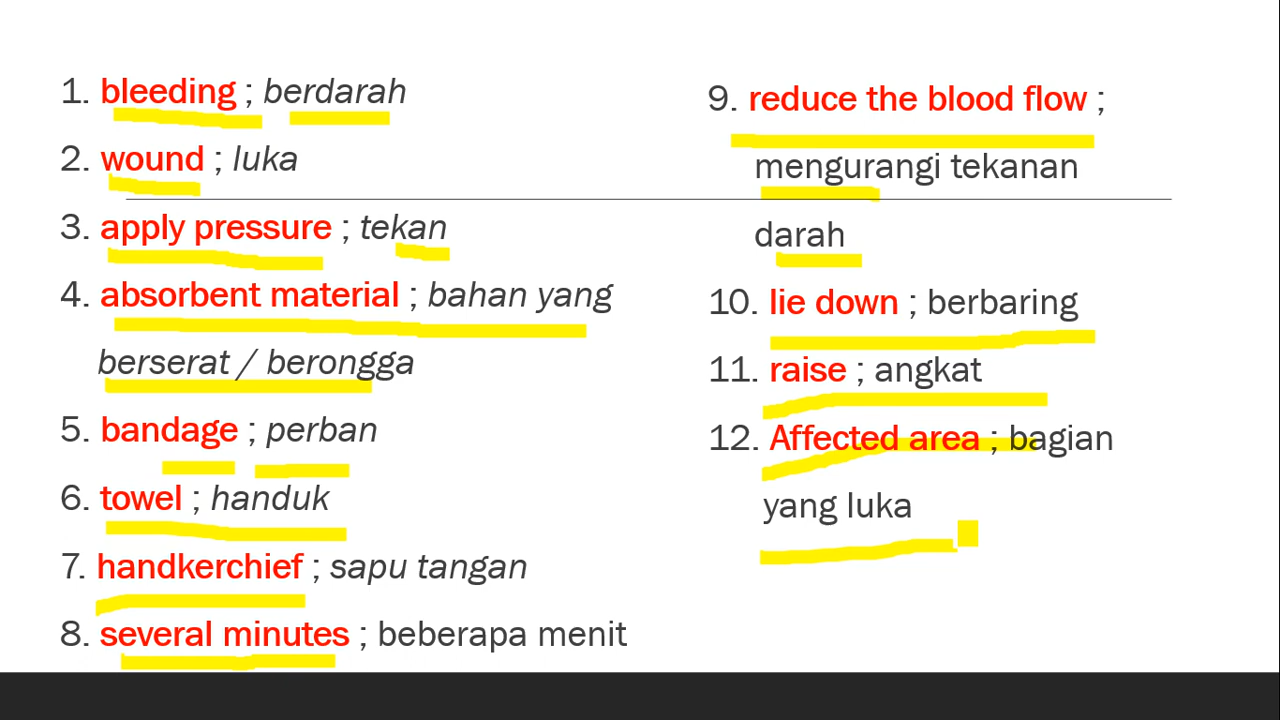 1. bleeding ; berdarah
2. wound ; luka
3. apply pressure ; tekan
4. absorbent material ; bahan yang
berserat / berongga
5. bandage ; perban
6. towel ; handuk
7. handkerchief ; sapu tangan
8. several minutes ; beberapa menit
9. reduce the blood flow ;
mengurangi tekanan
darah
10. lie down ; berbaring
11. raise ; angkat
12. Affected area ; bagian
yang luka